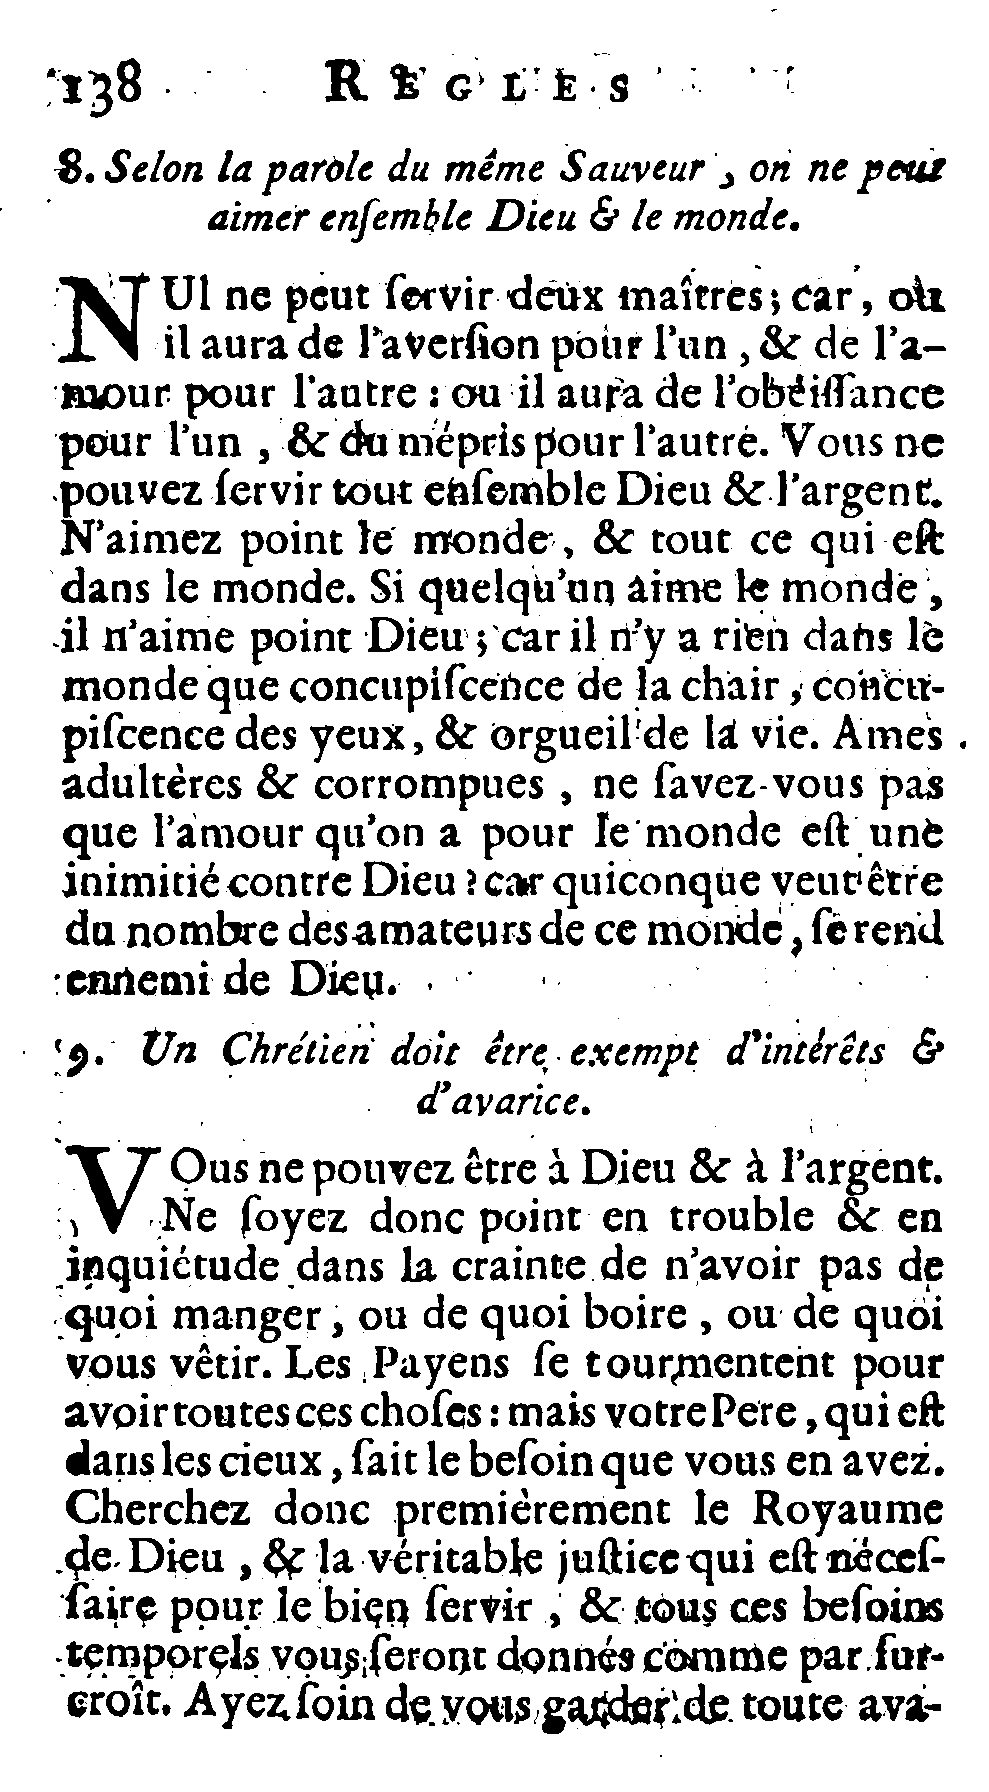 138 REGLES
8. Selon la parole du même Sauveur, on ne peut
aimer enſemble Dieu & le monde.
NUl ne peut ſervir deux maîtres; car, ou
il aura de l'averſion pour l'un, & de l'a-
mour pour l'autre : ou il aura de l'obéiſſance
pour l'un, & du mépris pour l'autre. Vous ne
pouvez ſervir tout enſemble Dieu & l'argent.
N'aimez point le monde, & tout ce qui eſt
dans le monde. Si quelqu'un aime le monde,
il n'aime point Dieu; car il n'y a rien dans le
monde que concupiſcence de la chair, concu-
piſcence des yeux, & orgueil de la vie. Ames
adultères & corrompues, ne ſavez-vous pas
que l'amour qu'on a pour le monde eſt une
inimitié contre Dieu ? car quiconque veut être
du nombre des amateurs de ce monde, ſe rend
ennemi de Dieu.
9. Un Chrétien doit être exempt d'intérêts &
d'avarice.
VOus ne pouvez être à Dieu & à l'argent.
Ne ſoyez donc point en trouble & en
inquiétude dans la crainte de n'avoir pas de
quoi manger, ou de quoi boire, ou de quoi
vous vêtir. Les Payens ſe tourmentent pour
avoir toutes ces choſes : mais votre Pere, qui eſt
dans les cieux, ſait le beſoin que vous en avez.
Cherchez donc premièrement le Royaume
de Dieu, & la véritable juſtice qui eſt néceſ-
ſaire pour le bien ſervir, & tous ces beſoins
temporels vous ſeront donnés comme par ſur-
croît. Ayez ſoin de vous garder de toute ava-